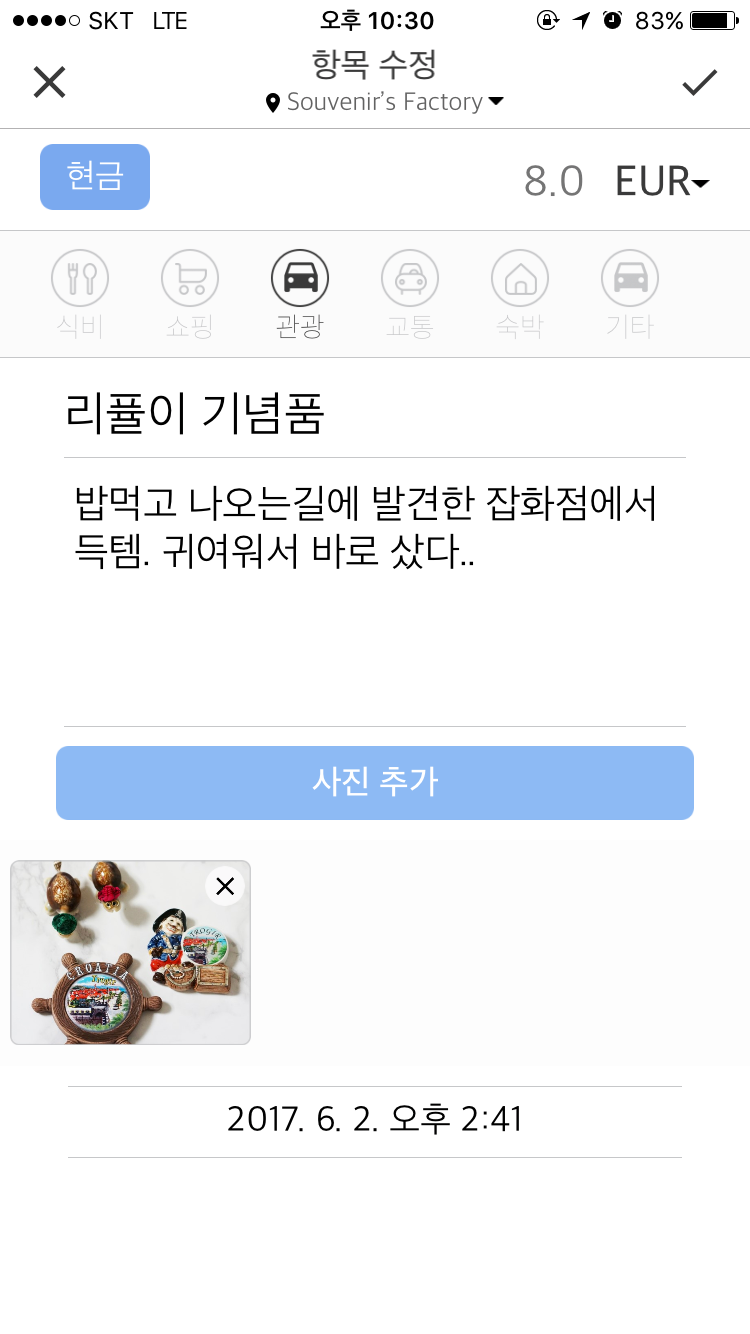 SKT LTE 오후 10:30 83%
항목 수정
Souvenir's Factory
현금 8.0 EUR
식비 쇼핑 관광 교통 숙박 기타
리퓰이 기념품
밥먹고 나오는길에 발견한 잡화점에서
득템. 귀여워서 바로 샀다..
사진 추가
TROGIR
CROATIA
Trogir
2017. 6. 2. 오후 2:41